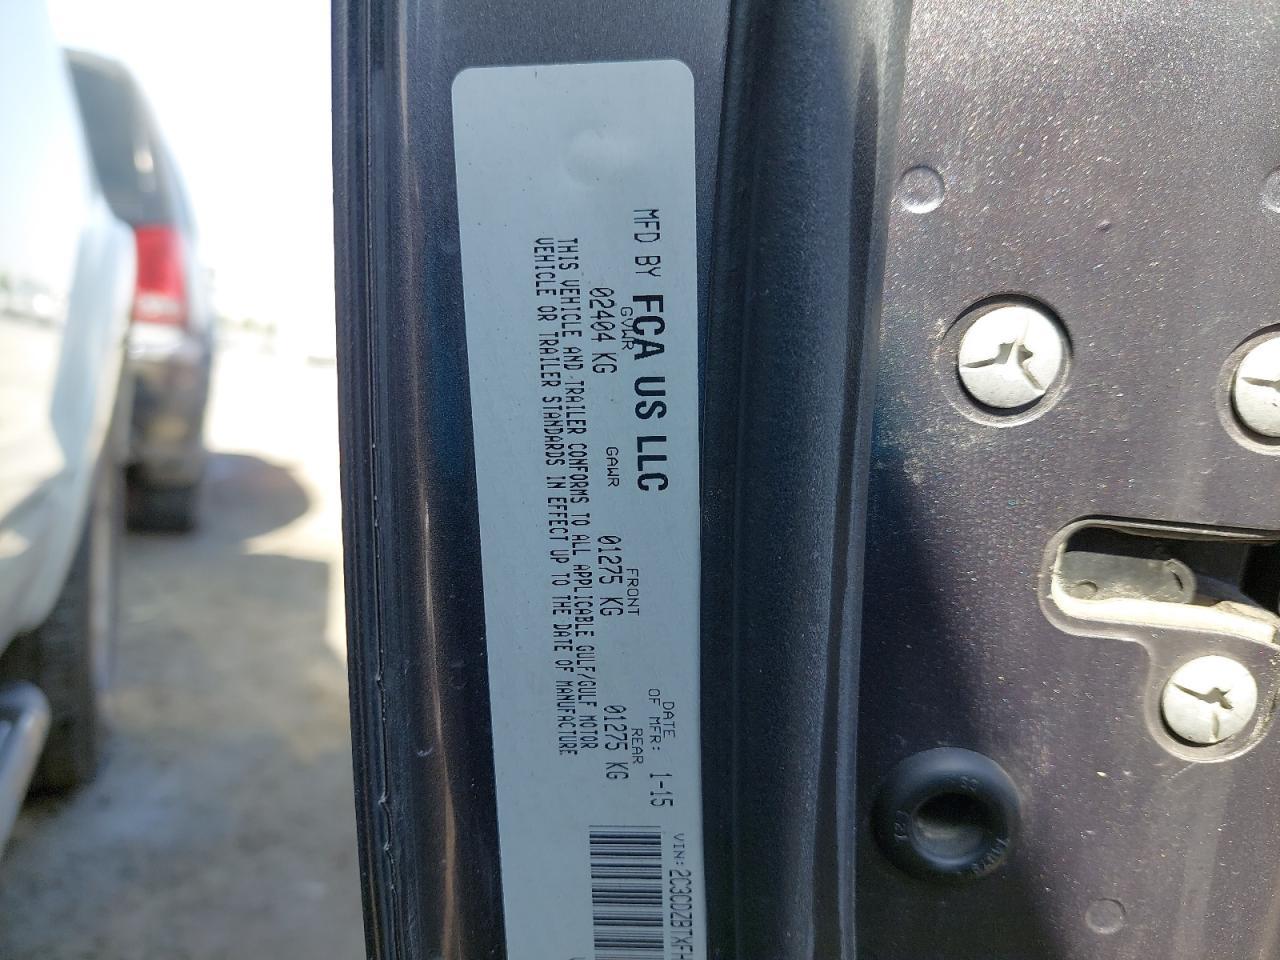 MFD BY FCA US LLC
DATE OF MFR: 1-15
VIN: 2C3CDZBTXFH
GVWR
02404 KG
GAWR
FRONT
01275 KG
REAR
01275 KG
THIS VEHICLE AND TRAILER CONFORMS TO ALL APPLICABLE GULF/GULF MOTOR
VEHICLE OR TRAILER STANDARDS IN EFFECT UP TO THE DATE OF MANUFACTURE